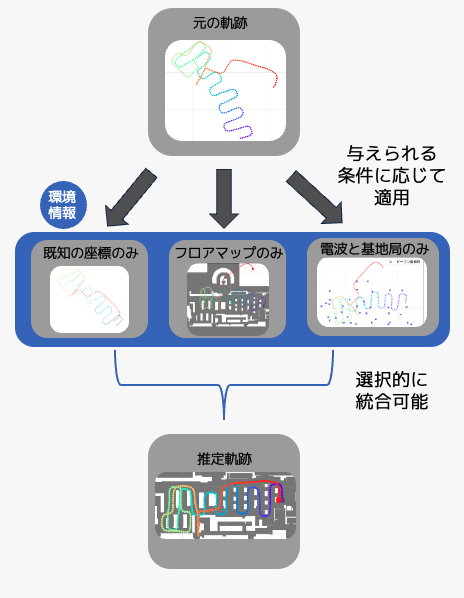 元の軌跡
与えられる
条件に応じて
適用
環境
情報
既知の座標のみ
フロアマップのみ
電波と基地局のみ
選択的に
統合可能
推定軌跡